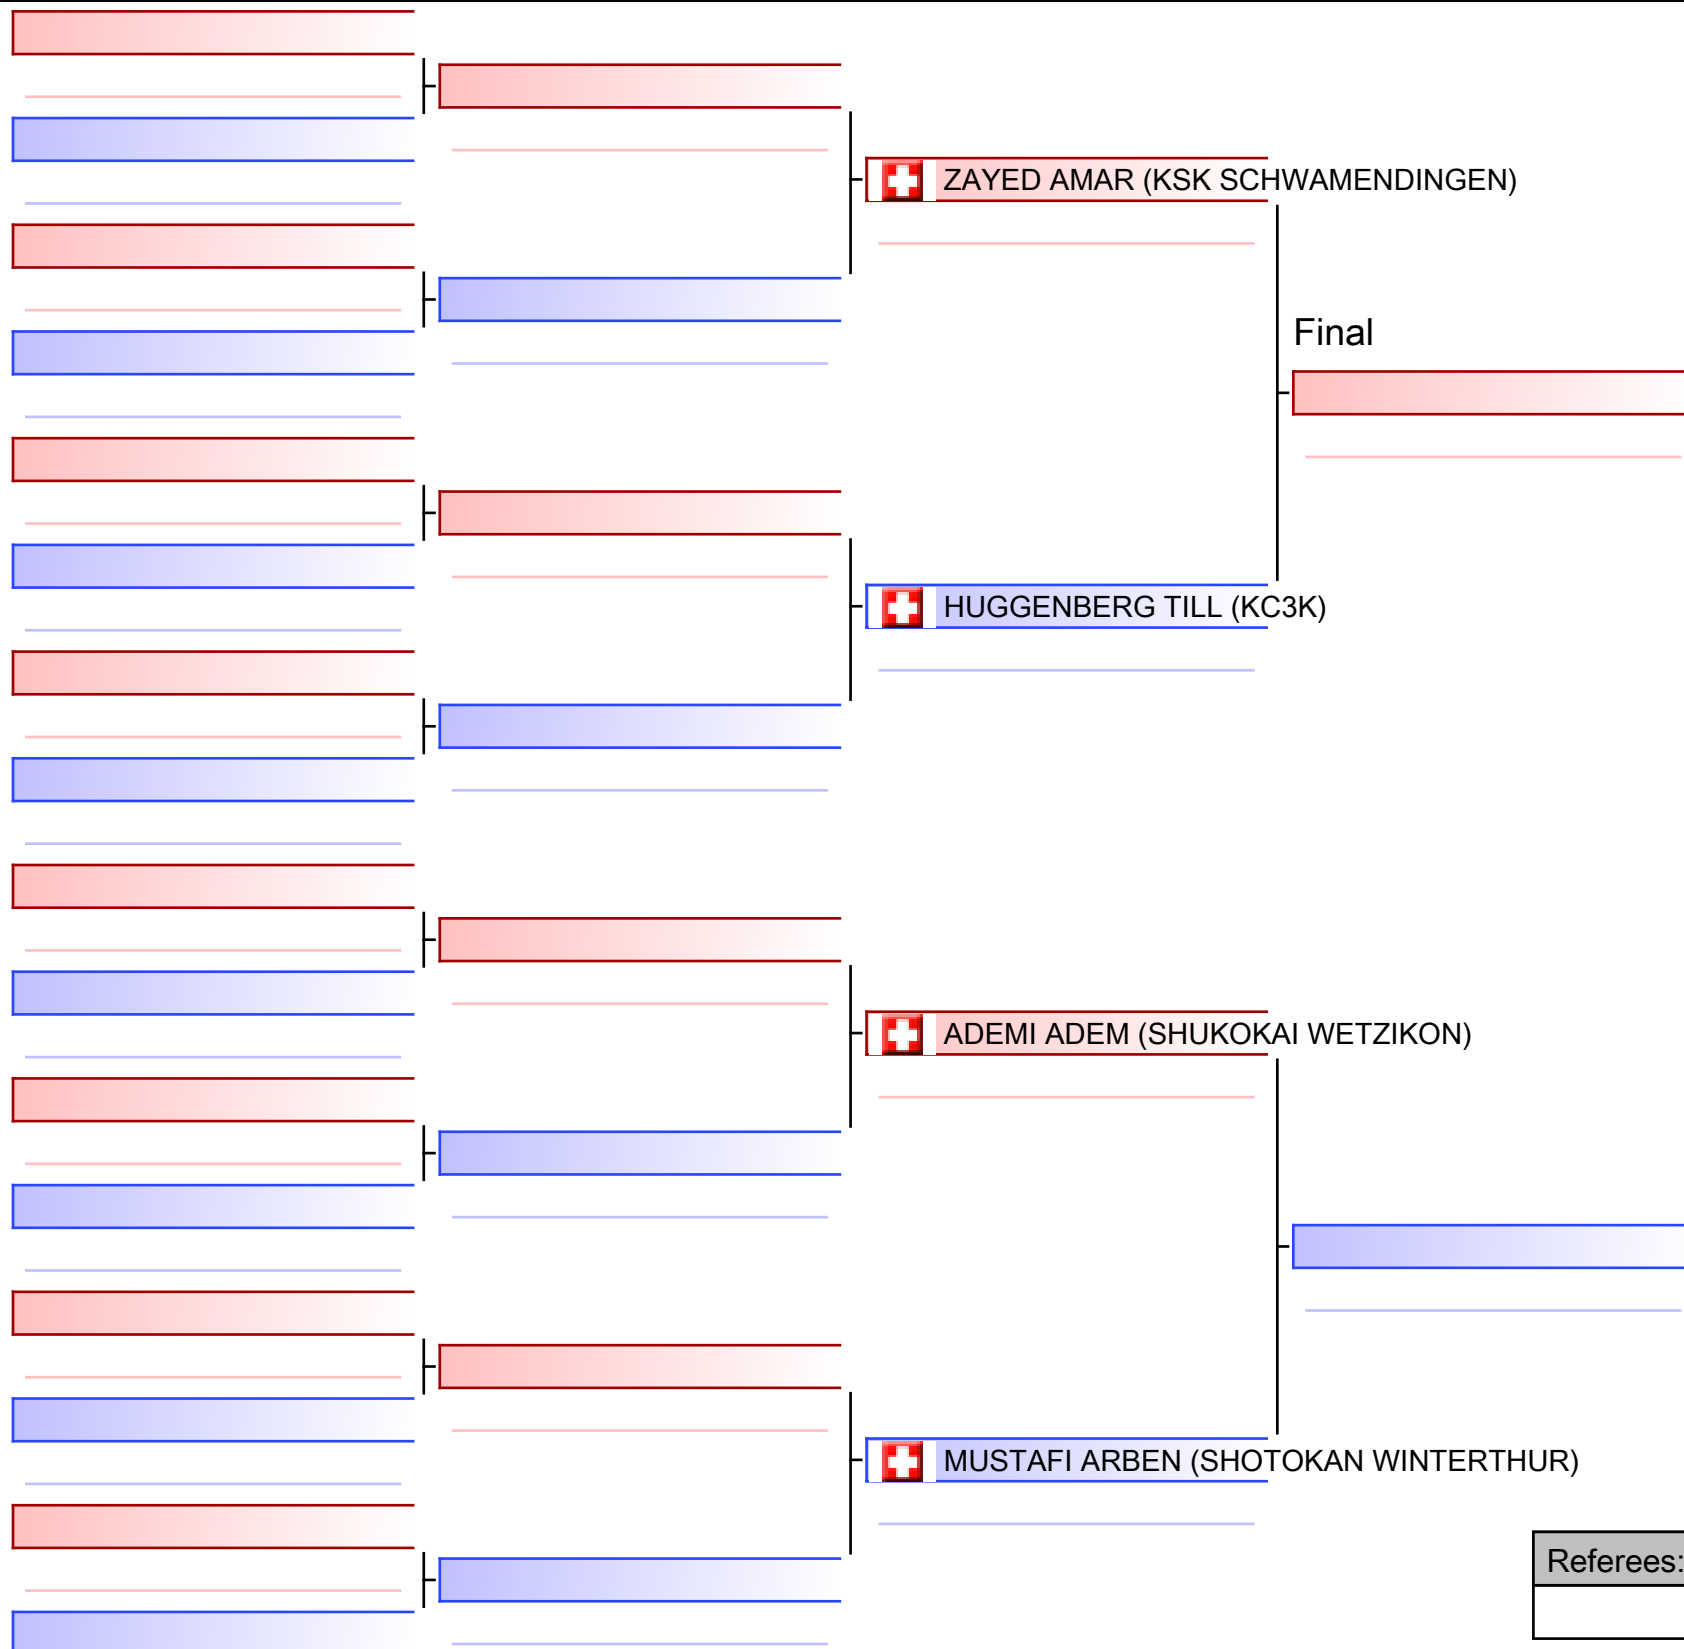 ZAYED AMAR (KSK SCHWAMENDINGEN)
Final
HUGGENBERG TILL (KC3K)
ADEMI ADEM (SHUKOKAI WETZIKON)
MUSTAFI ARBEN (SHOTOKAN WINTERTHUR)
Referees: